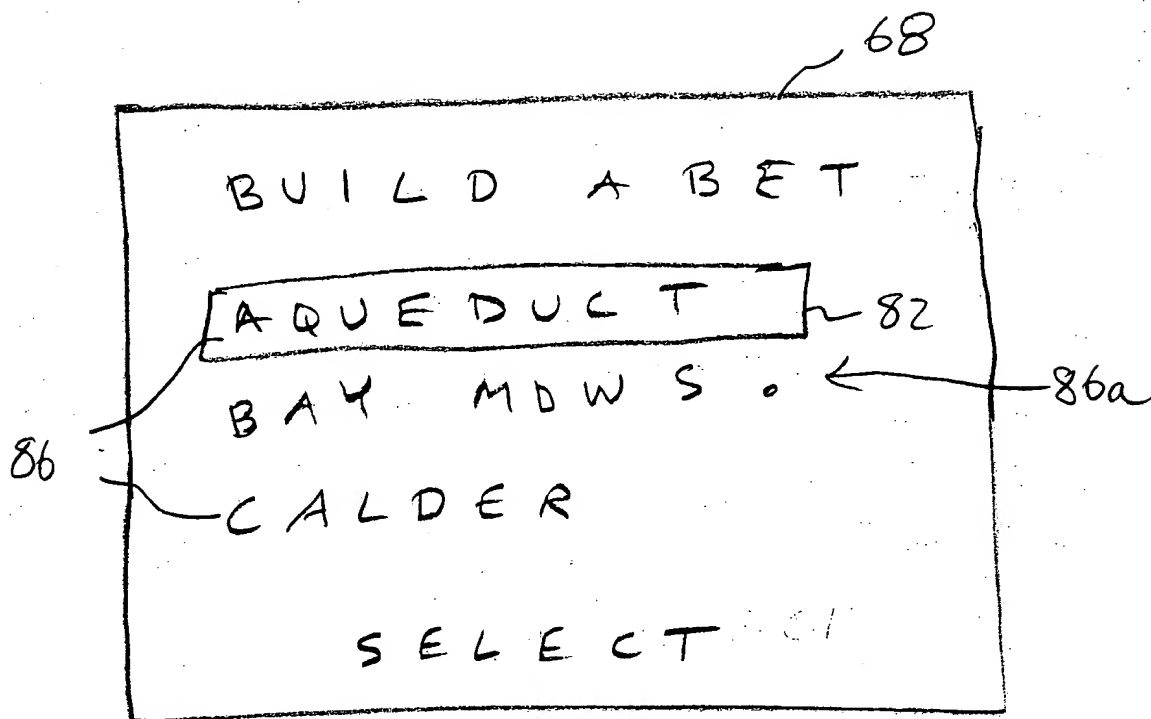 68
BUILD A BET
AQUEDUCT
82
BAY MDWS.
86a
86
CALDER
SELECT